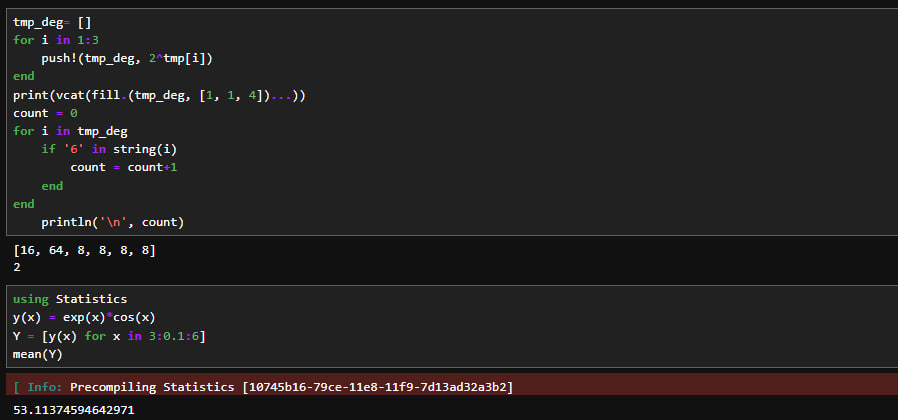 tmp_deg= []
for i in 1:3
    push!(tmp_deg, 2^tmp[i])
end
print(vcat(fill.(tmp_deg, [1, 1, 4])...))
count = 0
for i in tmp_deg
    if '6' in string(i)
        count = count+1
    end
end
    println('\n', count)
[16, 64, 8, 8, 8, 8]
2
using Statistics
y(x) = exp(x)*cos(x)
Y = [y(x) for x in 3:0.1:6]
mean(Y)
[ Info: Precompiling Statistics [10745b16-79ce-11e8-11f9-7d13ad32a3b2]
53.11374594642971